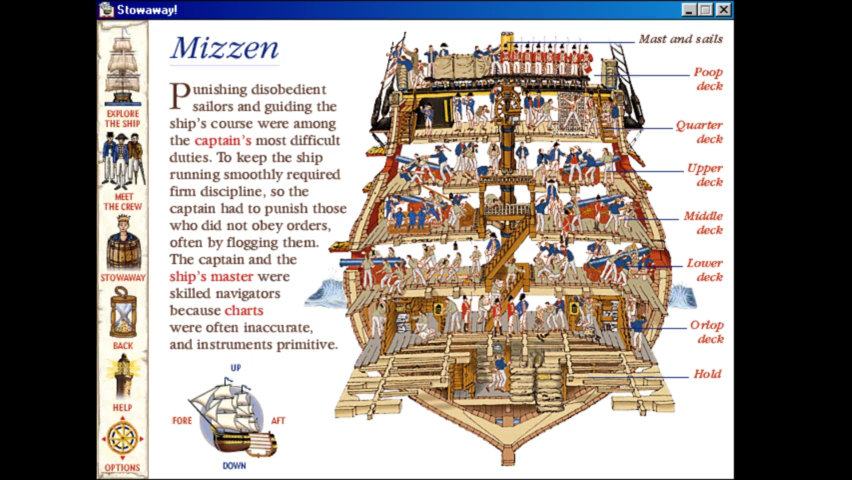 Stowaway!
EXPLORE
THE SHIP
MEET
THE CREW
STOWAWAY
BACK
HELP
OPTIONS
Mizzen
Punishing disobedient
sailors and guiding the
ship's course were among
the captain's most difficult
duties. To keep the ship
running smoothly required
firm discipline, so the
captain had to punish those
who did not obey orders,
often by flogging them.
The captain and the
ship's master were
skilled navigators
because charts
were often inaccurate,
and instruments primitive.
UP
FORE
AFT
DOWN
Mast and sails
Poop
deck
Quarter
deck
Upper
deck
Middle
deck
Lower
deck
Orlop
deck
Hold